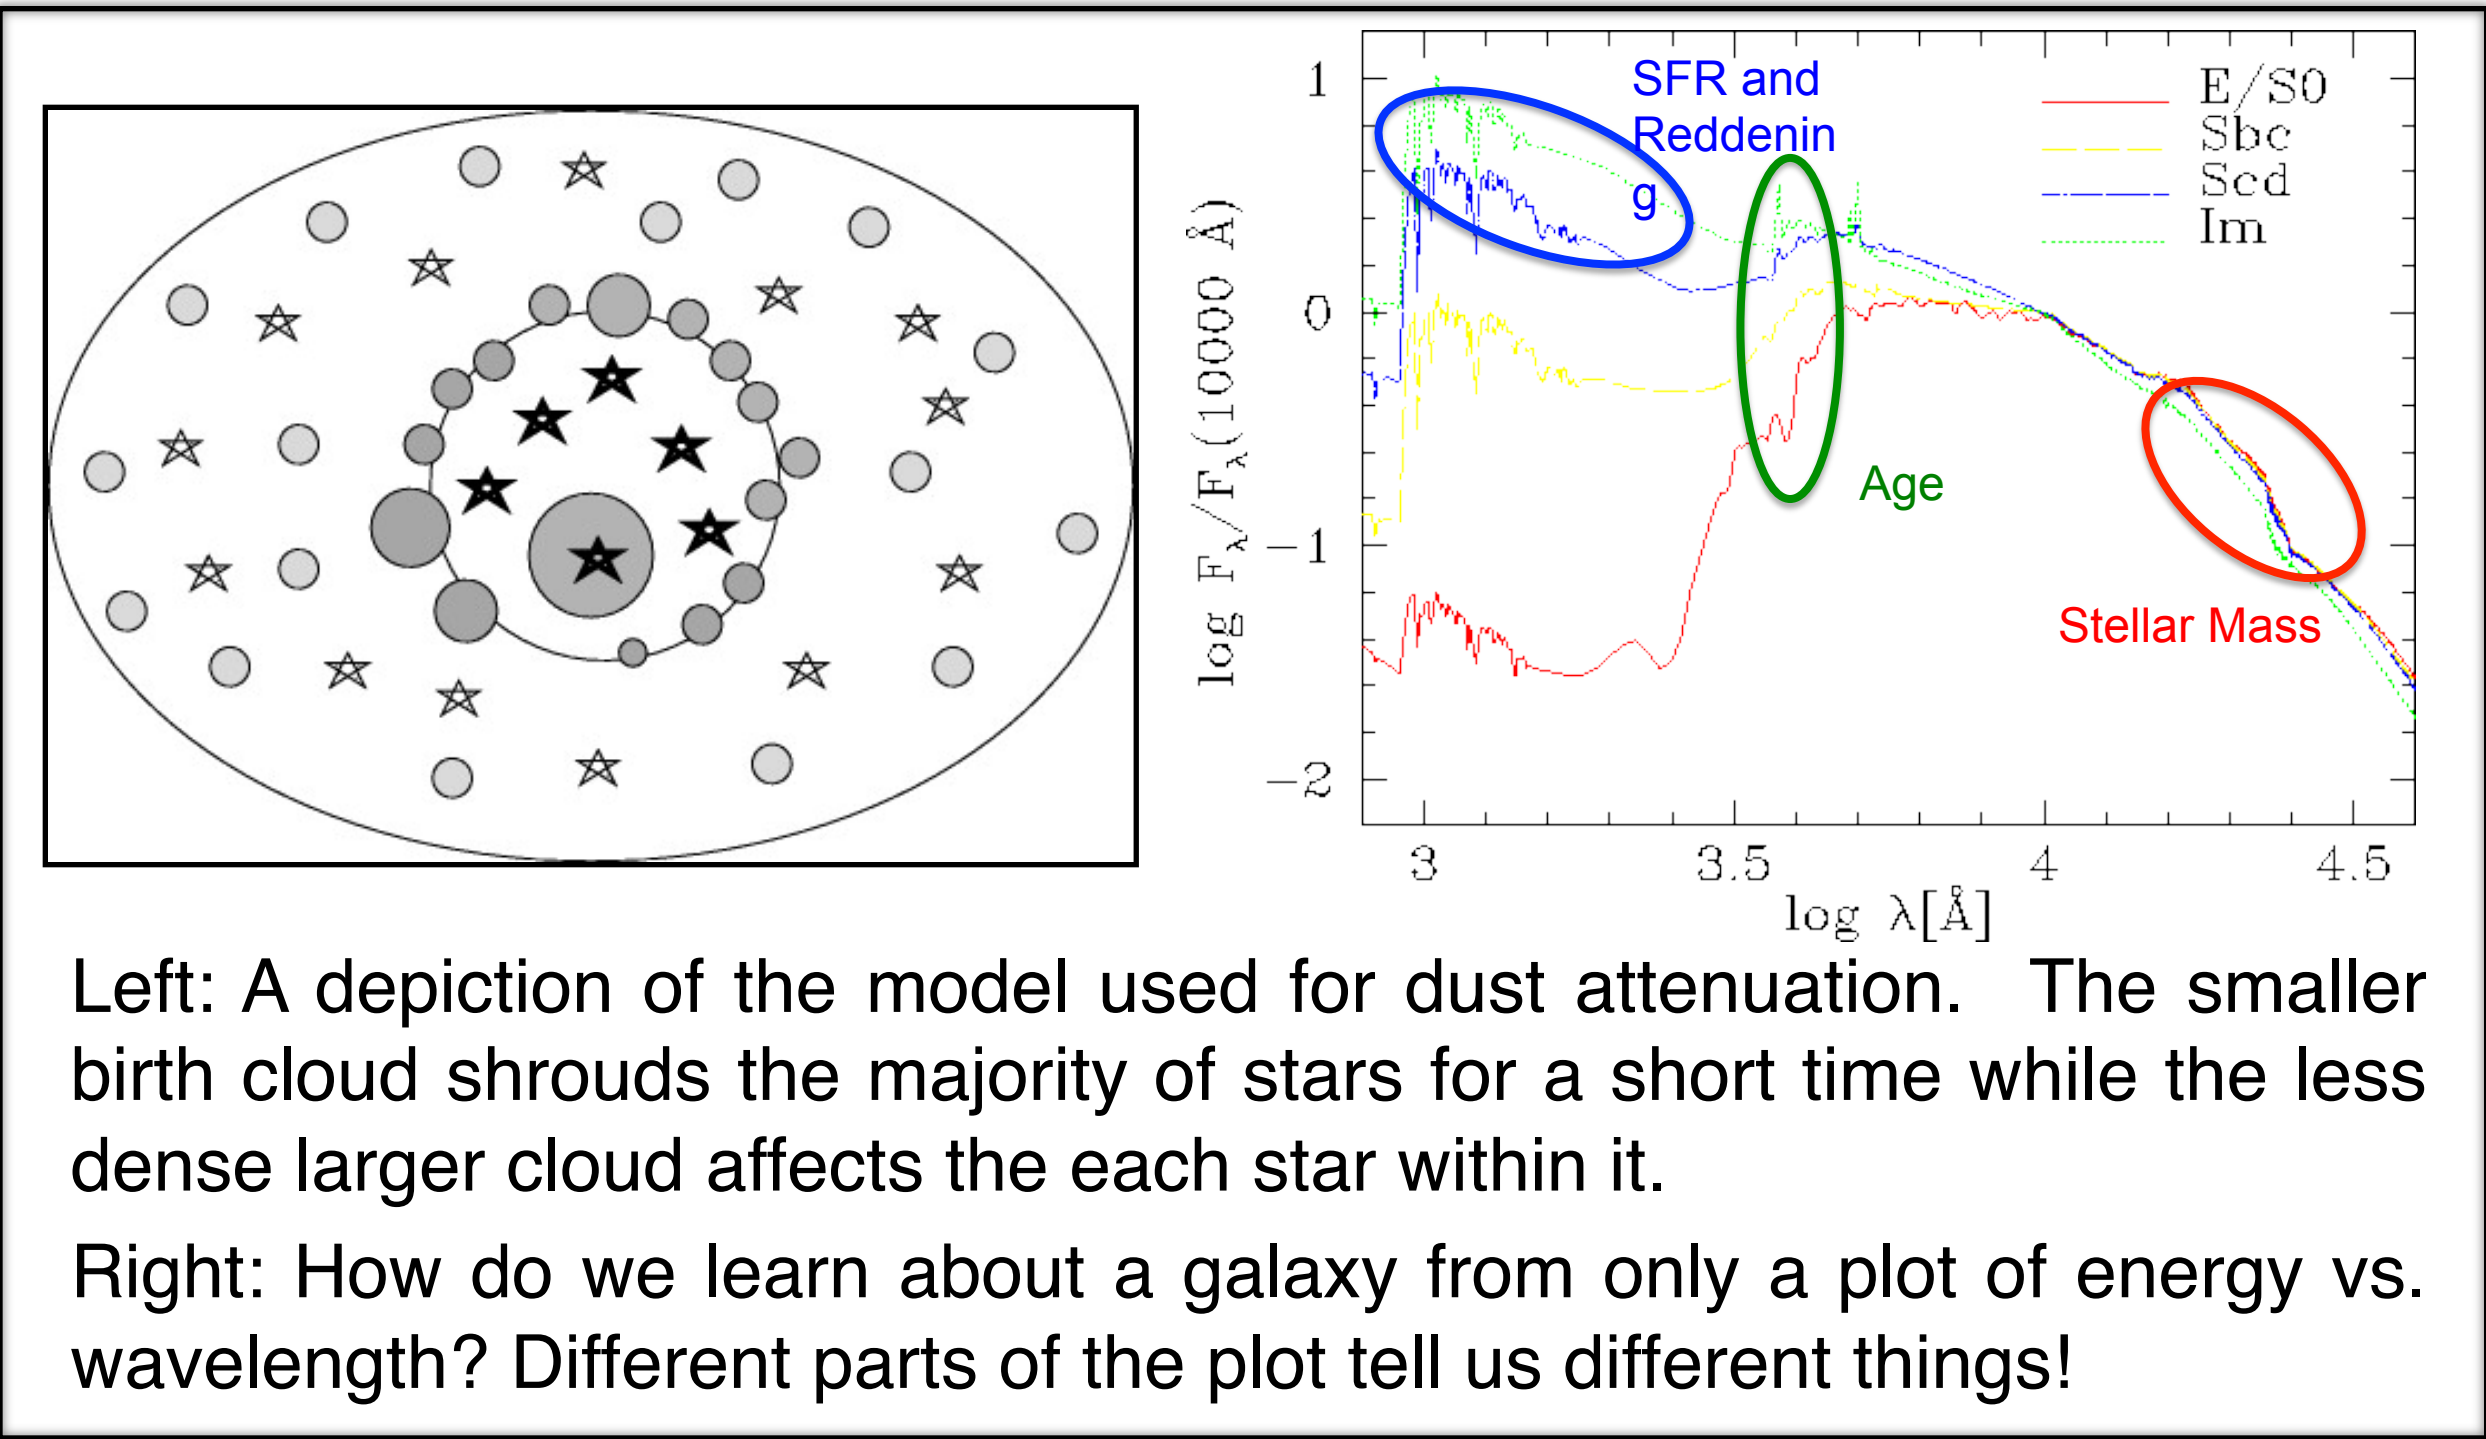 SFR and
Reddenin
g
1
0
−1
−2
log Fλ/Fλ(10000 Å)
E/S0
Sbc
Scd
Im
Age
Stellar Mass
3
3.5
4
4.5
log λ[Å]
Left: A depiction of the model used for dust attenuation. The smaller
birth cloud shrouds the majority of stars for a short time while the less
dense larger cloud affects the each star within it.
Right: How do we learn about a galaxy from only a plot of energy vs.
wavelength? Different parts of the plot tell us different things!